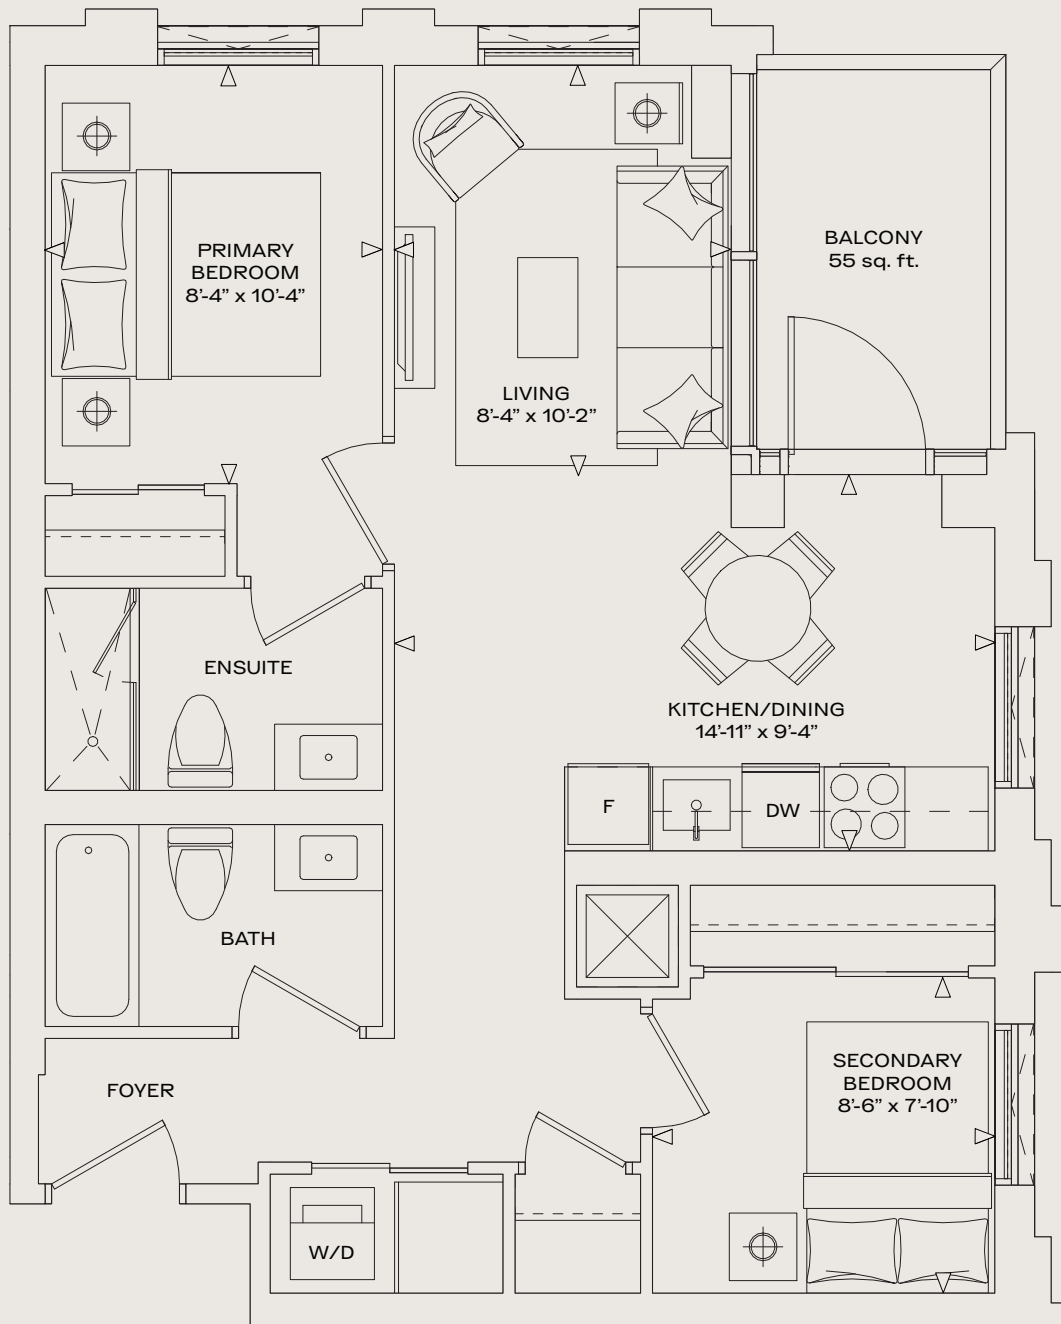 PRIMARY
BEDROOM
8’-4” x 10’-4”
BALCONY
55 sq. ft.
LIVING
8’-4” x 10’-2”
ENSUITE
KITCHEN/DINING
14’-11” x 9’-4”
F
DW
BATH
FOYER
SECONDARY
BEDROOM
8’-6” x 7’-10”
W/D